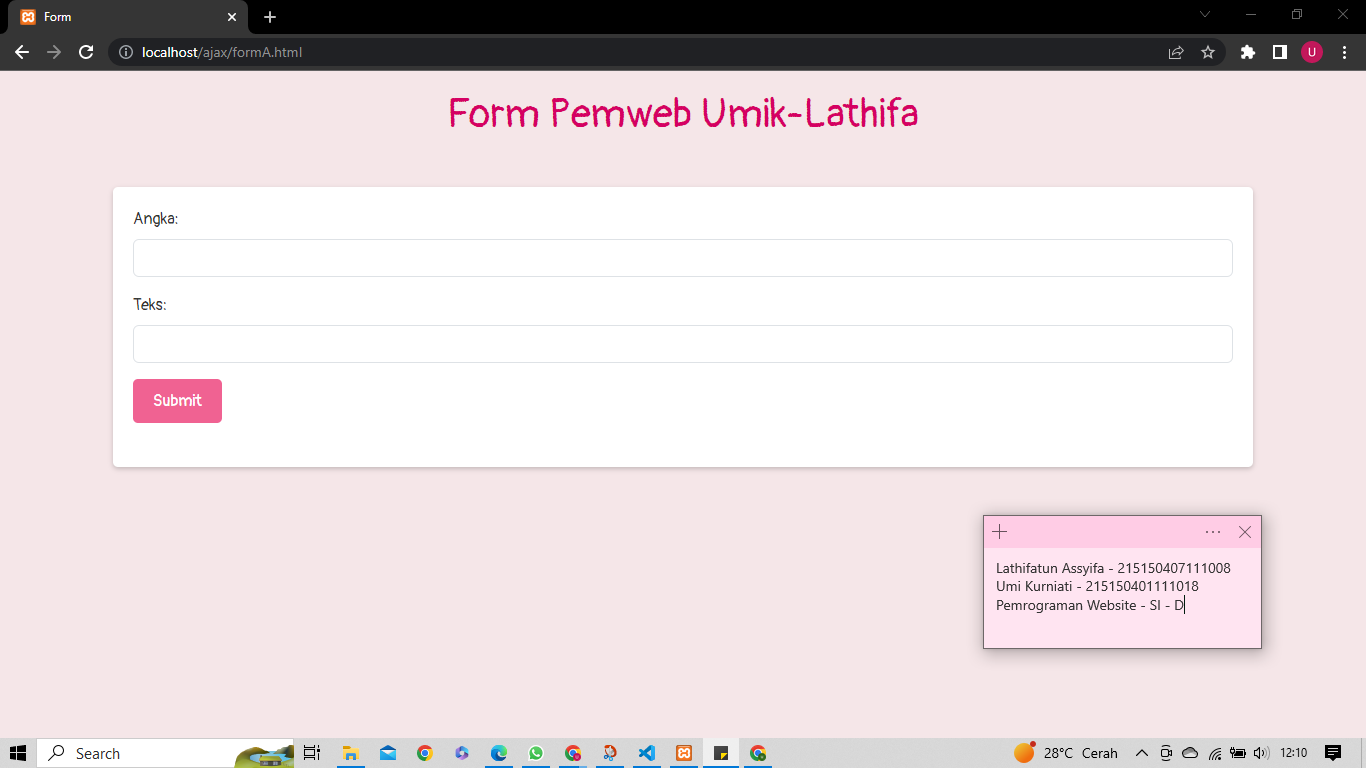 Form
localhost/ajax/formA.html
U
Form Pemweb Umik-Lathifa
Angka:
Teks:
Submit
Lathifatun Assyifa - 215150407111008
Umi Kurniati - 215150401111018
Pemrograman Website - SI - D
Search
28°C Cerah
12:10